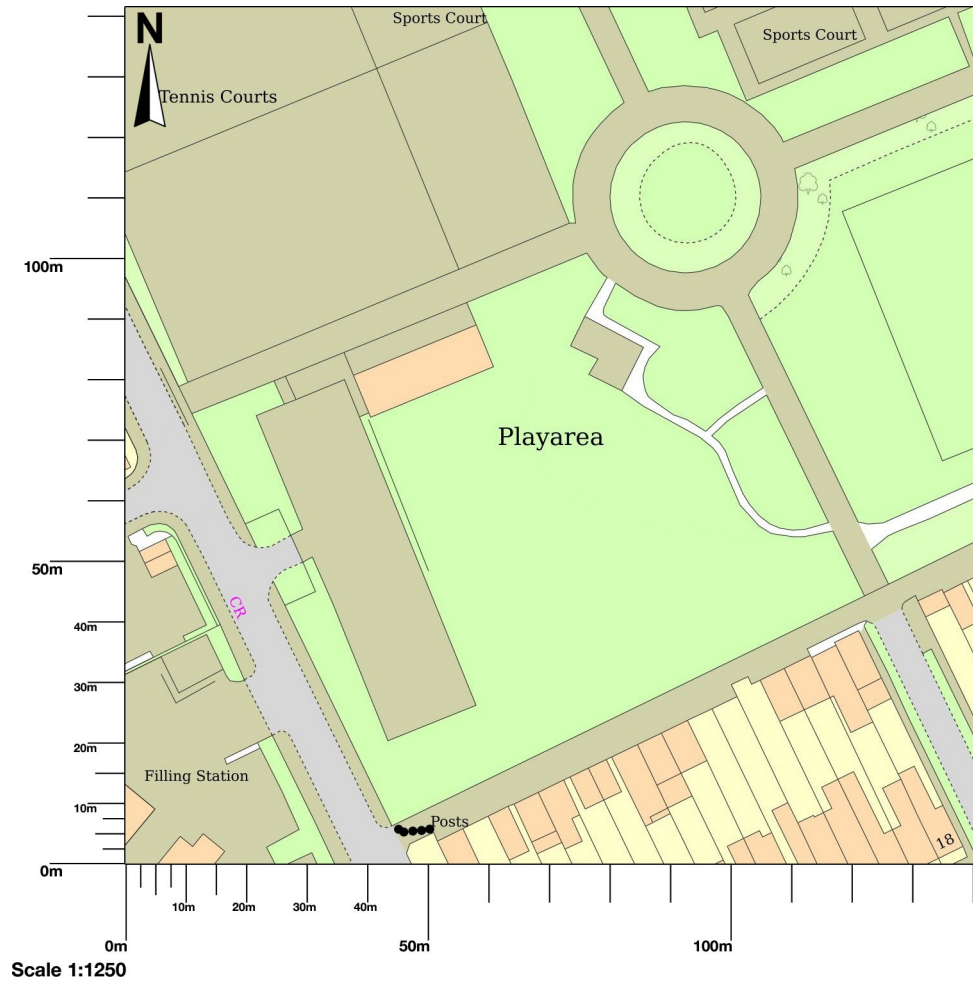 N
Sports Court
Sports Court
Tennis Courts
100m
Playarea
50m
CR
40m
30m
20m
Filling Station
10m
Posts
18
0m
10m
20m
30m
40m
0m
50m
100m
Scale 1:1250